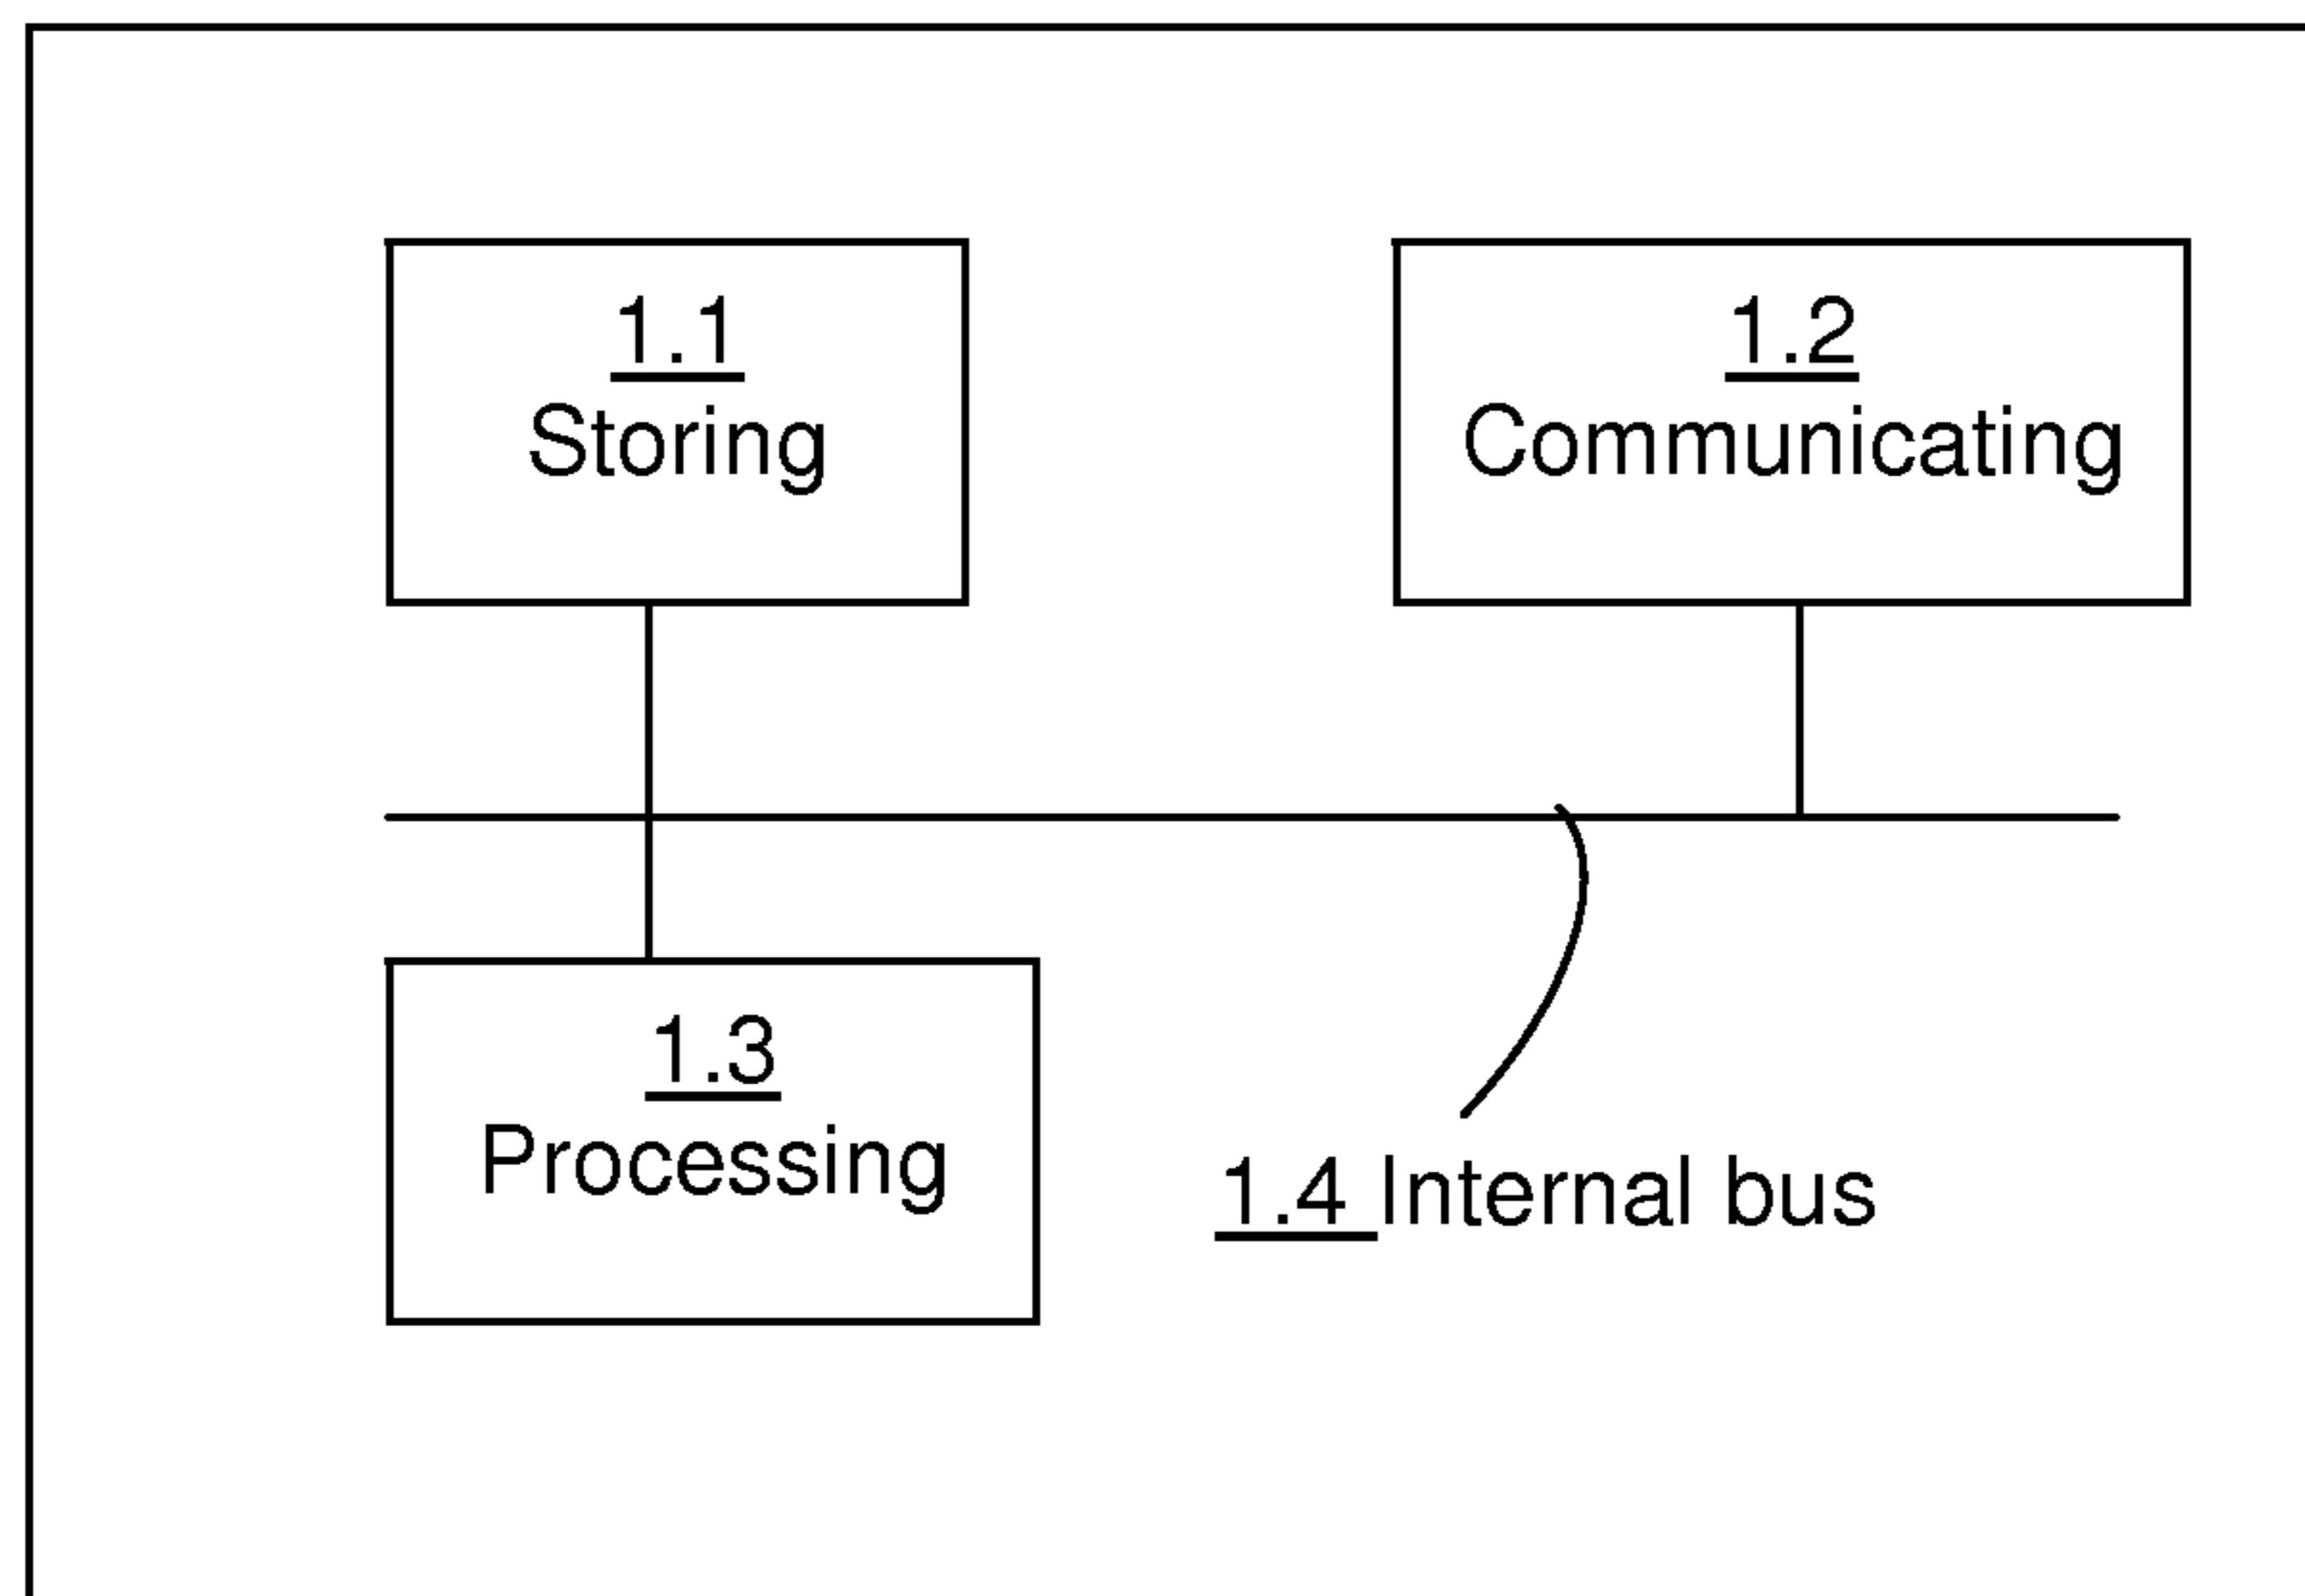 1.1
Storing
1.2
Communicating
1.3
Processing
1.4 Internal bus